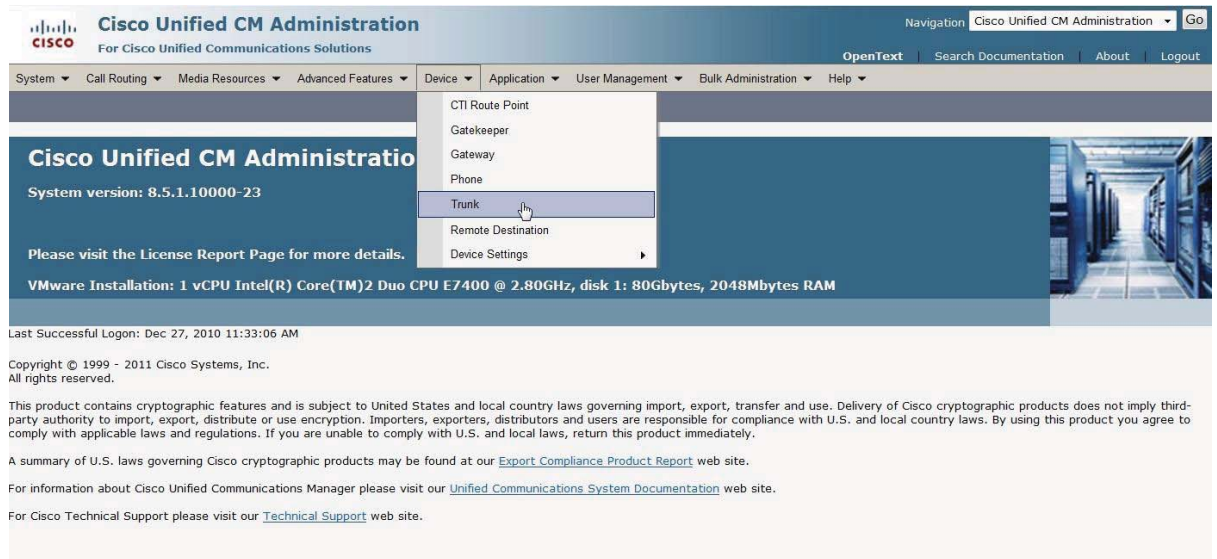 CISCO
Cisco Unified CM Administration
For Cisco Unified Communications Solutions
Navigation Cisco Unified CM Administration Go
OpenText | Search Documentation | About | Logout
System Call Routing Media Resources Advanced Features Device Application User Management Bulk Administration Help
CTI Route Point
Gatekeeper
Gateway
Phone
Trunk
Remote Destination
Device Settings
Cisco Unified CM Administratio
System version: 8.5.1.10000-23
Please visit the License Report Page for more details.
VMware Installation: 1 vCPU Intel(R) Core(TM)2 Duo CPU E7400 @ 2.80GHz, disk 1: 80Gbytes, 2048Mbytes RAM
Last Successful Logon: Dec 27, 2010 11:33:06 AM
Copyright © 1999 - 2011 Cisco Systems, Inc.
All rights reserved.
This product contains cryptographic features and is subject to United States and local country laws governing import, export, transfer and use. Delivery of Cisco cryptographic products does not imply third-
party authority to import, export, distribute or use encryption. Importers, exporters, distributors and users are responsible for compliance with U.S. and local country laws. By using this product you agree to
comply with applicable laws and regulations. If you are unable to comply with U.S. and local laws, return this product immediately.
A summary of U.S. laws governing Cisco cryptographic products may be found at our Export Compliance Product Report web site.
For information about Cisco Unified Communications Manager please visit our Unified Communications System Documentation web site.
For Cisco Technical Support please visit our Technical Support web site.